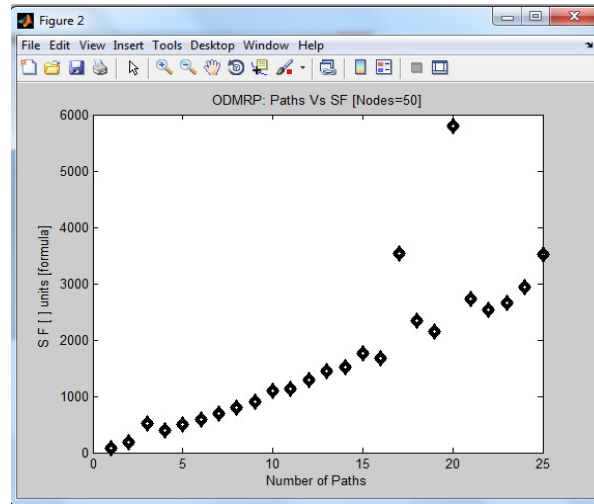 Figure 2
File Edit View Insert Tools Desktop Window Help
ODMRP: Paths Vs SF [Nodes=50]
6000
5000
4000
3000
2000
1000
0
S F [ ] units [formula]
0 5 10 15 20 25
Number of Paths